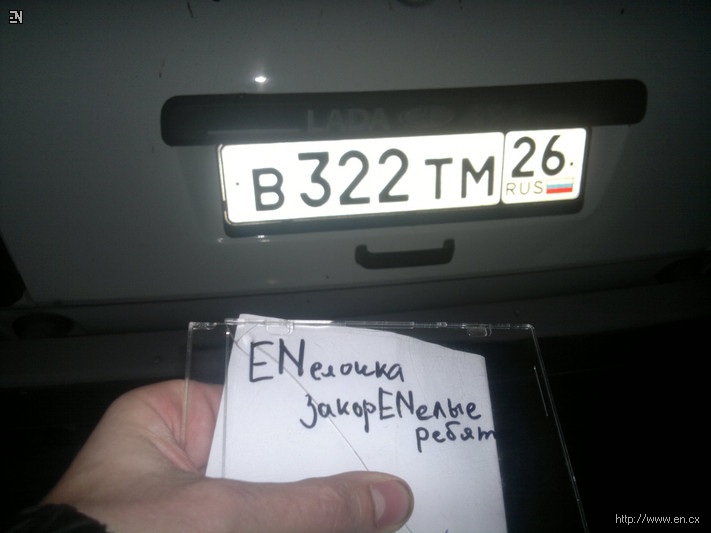 EN
LADA
В 322 ТМ 26
RUS
ENелочка
закорENелые
ребят
http://www.en.cx